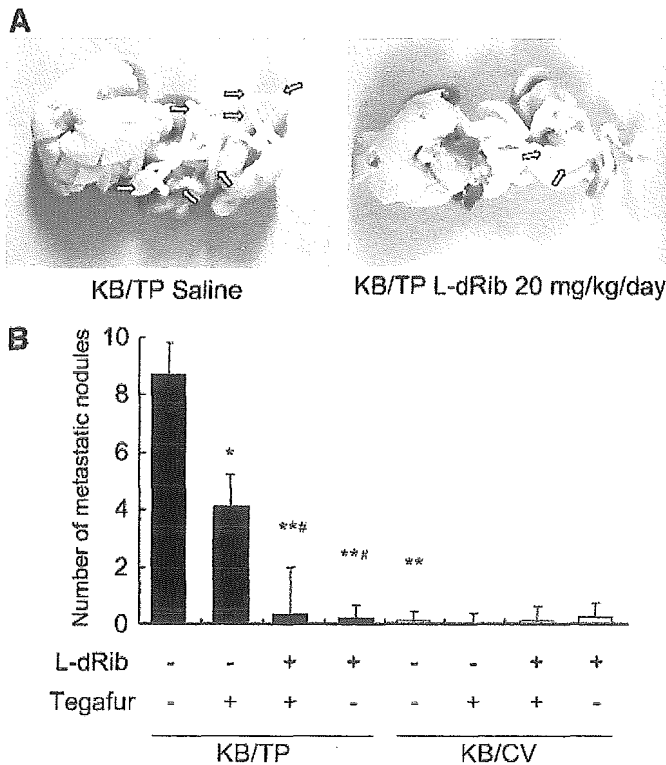 A
KB/TP Saline
KB/TP L-dRib 20 mg/kg/day
B
Number of metastatic nodules
10
8
6
4
2
0
*
**#
**#
**
L-dRib - - + + - - + +
Tegafur - + + - - + + -
KB/TP KB/CV